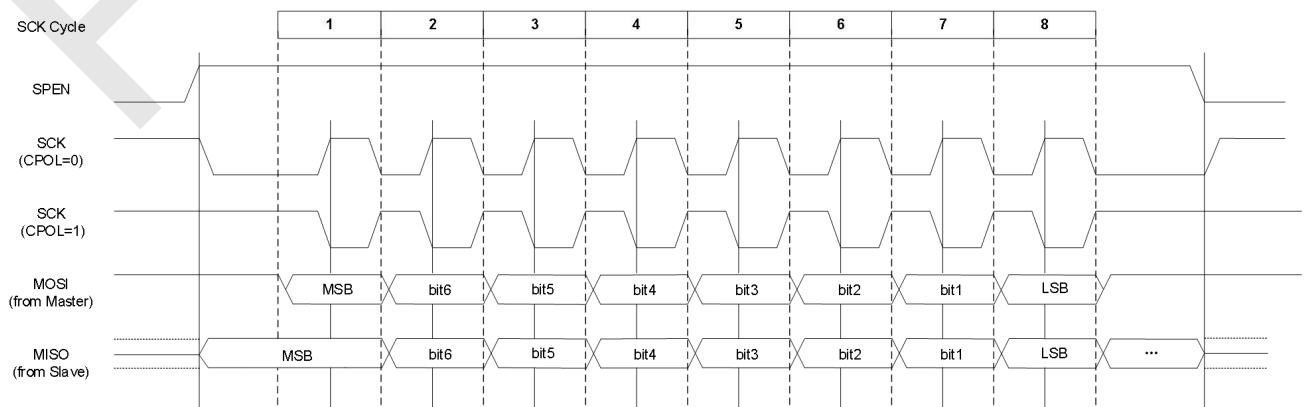 SCK Cycle 1 2 3 4 5 6 7 8
SPEN
SCK
(CPOL=0)
SCK
(CPOL=1)
MOSI
(from Master)
MSB bit6 bit5 bit4 bit3 bit2 bit1 LSB
MISO
(from Slave)
MSB bit6 bit5 bit4 bit3 bit2 bit1 LSB ...